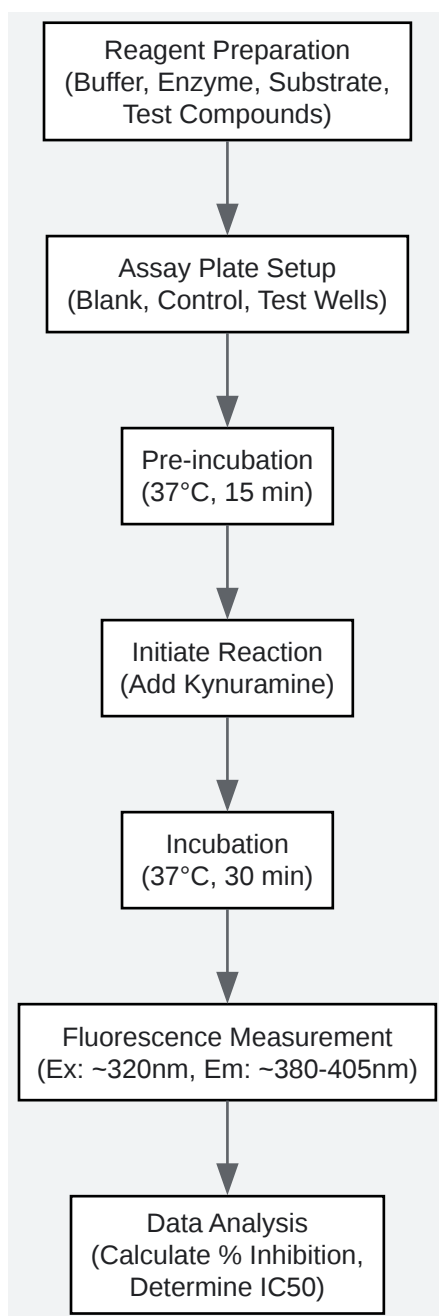 Reagent Preparation
(Buffer, Enzyme, Substrate,
Test Compounds)
Assay Plate Setup
(Blank, Control, Test Wells)
Pre-incubation
(37°C, 15 min)
Initiate Reaction
(Add Kynuramine)
Incubation
(37°C, 30 min)
Fluorescence Measurement
(Ex: ~320nm, Em: ~380-405nm)
Data Analysis
(Calculate % Inhibition,
Determine IC50)